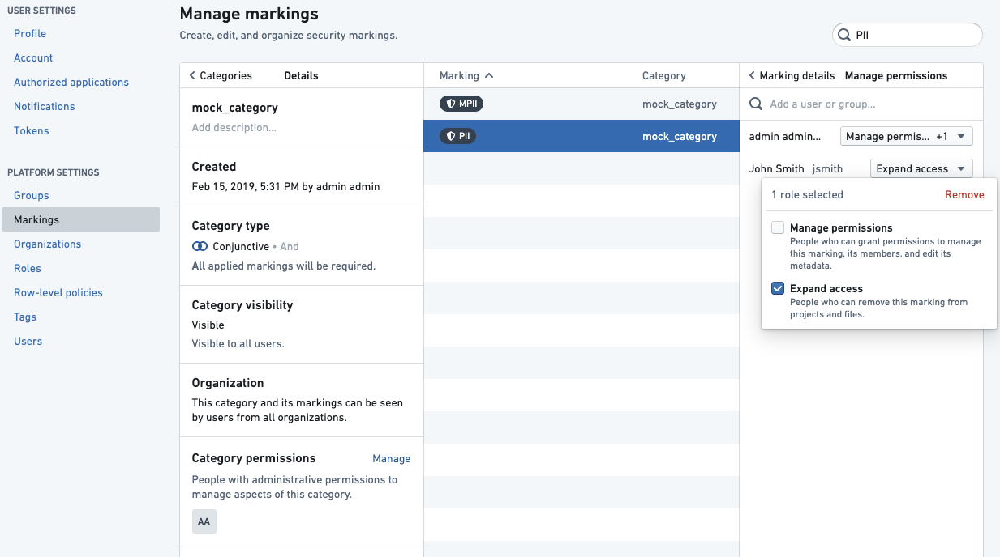 USER SETTINGS
Profile
Account
Authorized applications
Notifications
Tokens
PLATFORM SETTINGS
Groups
Markings
Organizations
Roles
Row-level policies
Tags
Users
Manage markings
Create, edit, and organize security markings.
PII
Categories Details
mock_category
Add description...
Created
Feb 15, 2019, 5:31 PM by admin admin
Category type
Conjunctive • And
All applied markings will be required.
Category visibility
Visible
Visible to all users.
Organization
This category and its markings can be seen
by users from all organizations.
Category permissions Manage
People with administrative permissions to
manage aspects of this category.
AA
Marking Category
MPII mock_category
PII mock_category
Marking details Manage permissions
Add a user or group...
admin admin... Manage permis... +1
John Smith jsmith Expand access
1 role selected Remove
Manage permissions
People who can grant permissions to manage
this marking, its members, and edit its
metadata.
Expand access
People who can remove this marking from
projects and files.